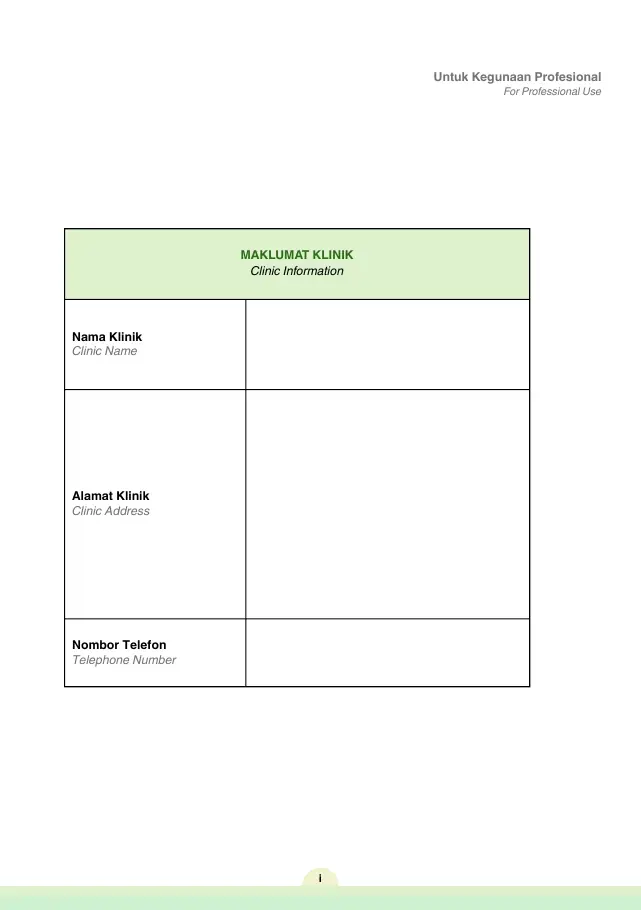 Untuk Kegunaan Profesional
For Professional Use
MAKLUMAT KLINIK
Clinic Information
Nama Klinik
Clinic Name
Alamat Klinik
Clinic Address
Nombor Telefon
Telephone Number
i